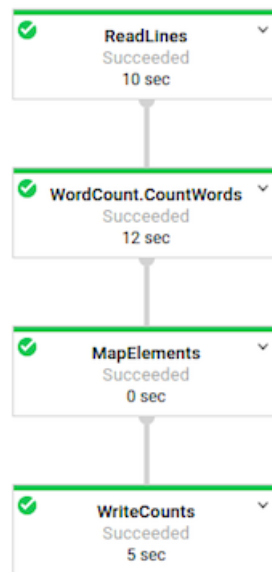 ReadLines
Succeeded
10 sec
WordCount.CountWords
Succeeded
12 sec
MapElements
Succeeded
0 sec
WriteCounts
Succeeded
5 sec